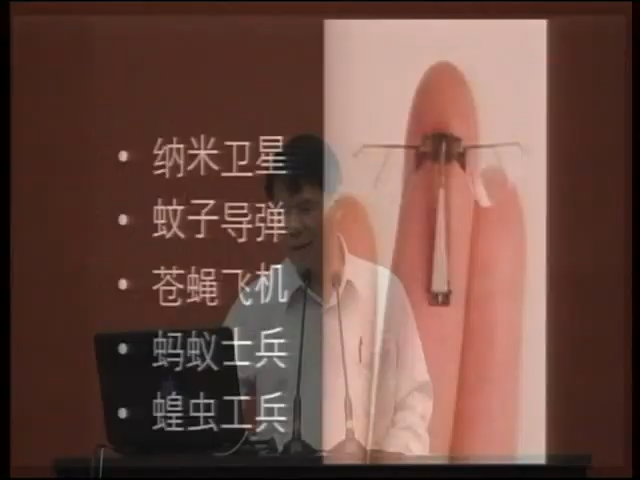 • 纳米卫星
• 蚊子导弹
• 苍蝇飞机
• 蚂蚁士兵
• 蝗虫工兵